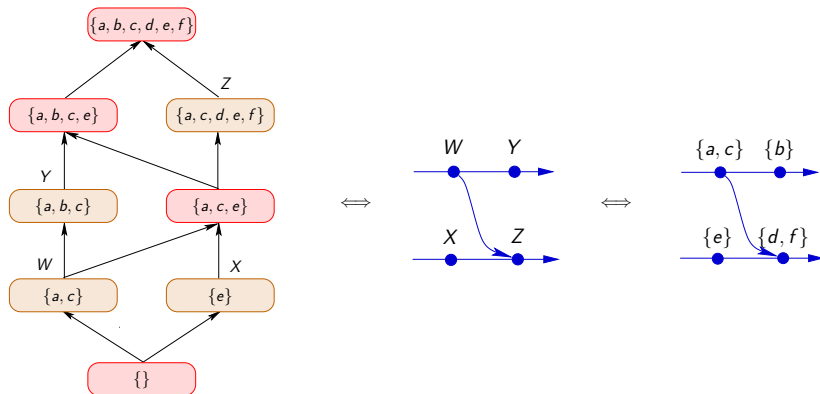 {a, b, c, d, e, f}
Z
{a, b, c, e}
{a, c, d, e, f}
Y
{a, b, c}
{a, c, e}
W
X
{a, c}
{e}
{}
⟺
W
Y
X
Z
⟺
{a, c}
{b}
{e}
{d, f}